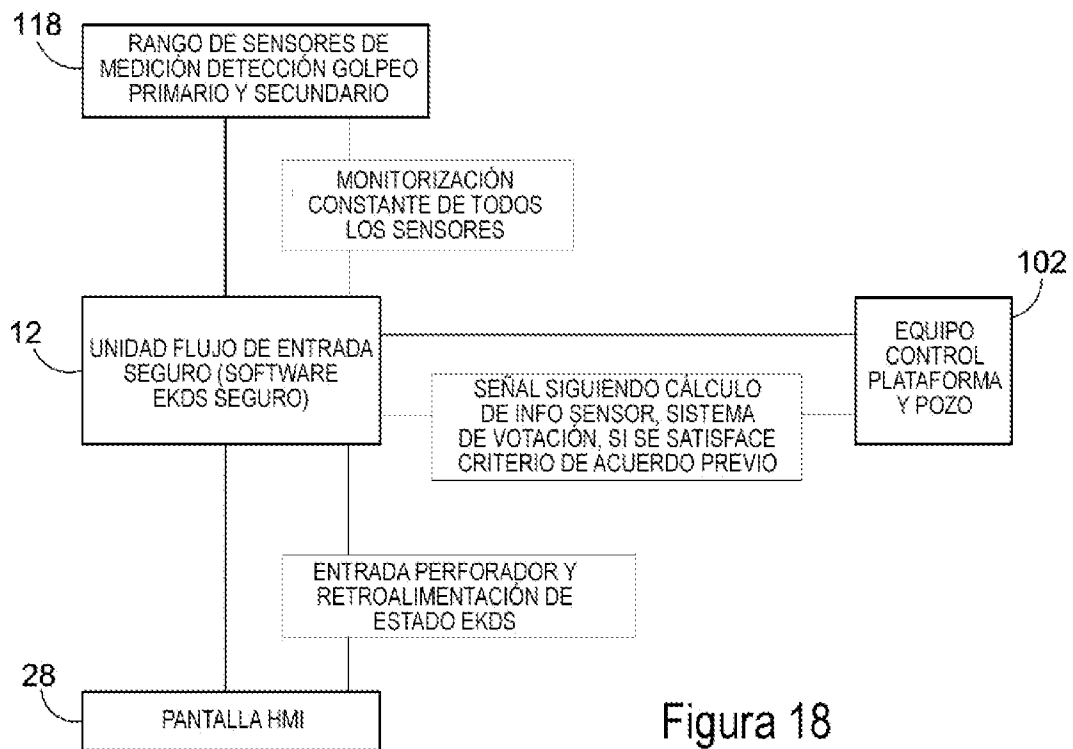 118
RANGO DE SENSORES DE
MEDICIÓN DETECCIÓN GOLPEO
PRIMARIO Y SECUNDARIO
MONITORIZACIÓN
CONSTANTE DE TODOS
LOS SENSORES
102
12
UNIDAD FLUJO DE ENTRADA
SEGURO (SOFTWARE
EKDS SEGURO)
EQUIPO
CONTROL
PLATAFORMA
Y POZO
SEÑAL SIGUIENDO CÁLCULO
DE INFO SENSOR, SISTEMA
DE VOTACIÓN, SI SE SATISFACE
CRITERIO DE ACUERDO PREVIO
ENTRADA PERFORADOR Y
RETROALIMENTACIÓN DE
ESTADO EKDS
28
PANTALLA HMI
Figura 18